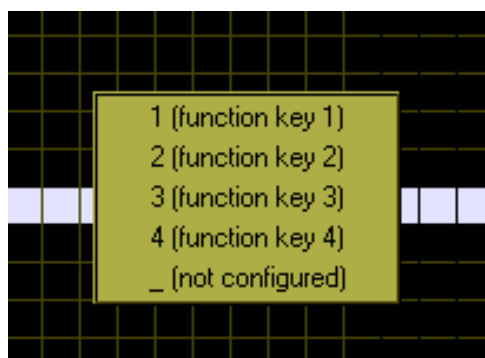 1 (function key 1)
2 (function key 2)
3 (function key 3)
4 (function key 4)
_ (not configured)